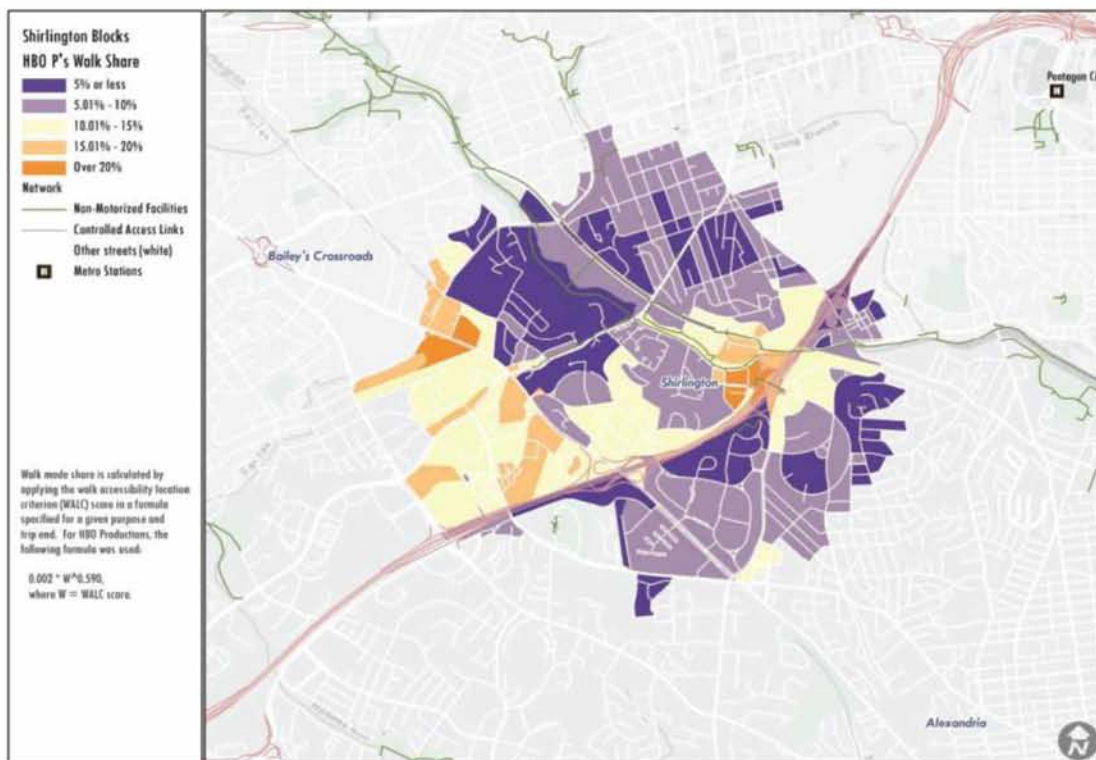 Shirlington Blocks
HBO P's Walk Share
5% or less
5.01% - 10%
10.01% - 15%
15.01% - 20%
Over 20%
Network
Non-Motorized Facilities
Controlled Access Links
Other streets (white)
M
Metro Stations
Walk mode share is calculated by
applying the walk accessibility location
criterion (WALC) score in a formula
specified for a given purpose and
trip end. For HBO Productions, the
following formula was used:
0.002 * W^0.590,
where W = WALC score.
Pentagon Ci
M
Bailey's Crossroads
Shirlington
Alexandria
N